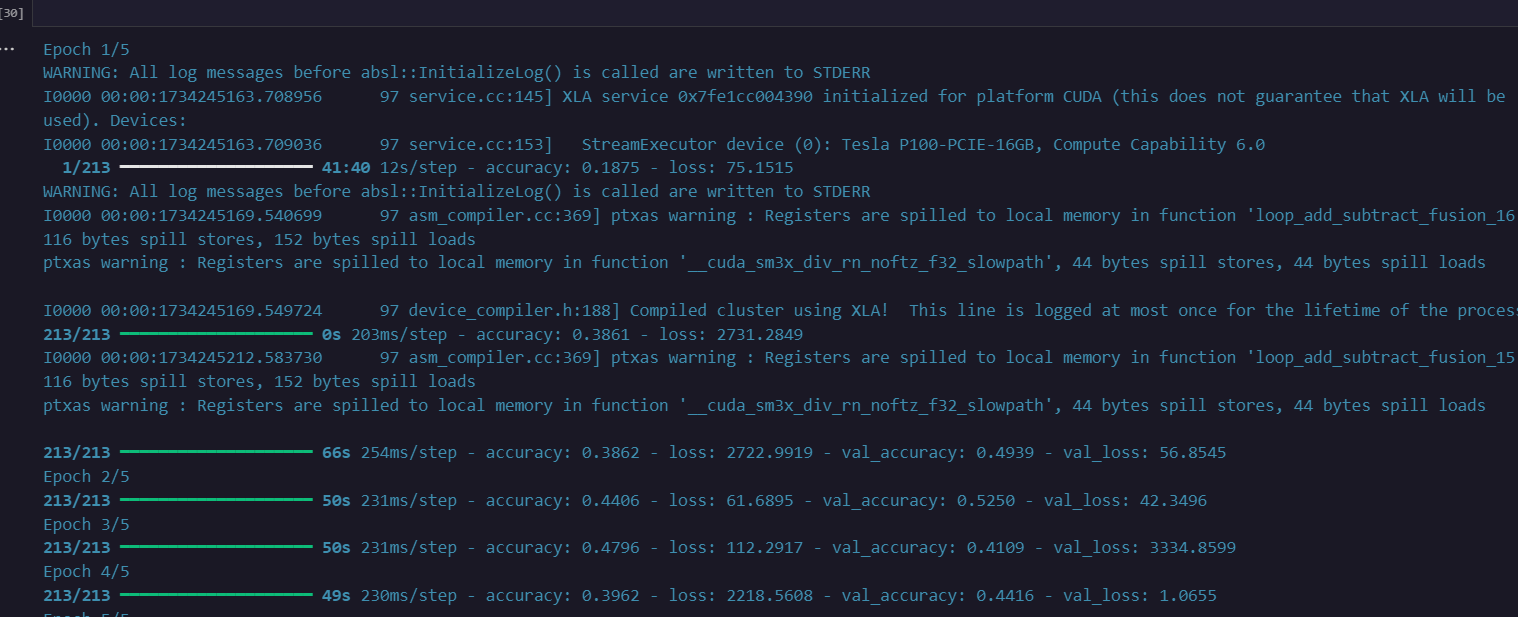 [30]
...
Epoch 1/5
WARNING: All log messages before absl::InitializeLog() is called are written to STDERR
I0000 00:00:1734245163.708956      97 service.cc:145] XLA service 0x7fe1cc004390 initialized for platform CUDA (this does not guarantee that XLA will be
used). Devices:
I0000 00:00:1734245163.709036      97 service.cc:153]   StreamExecutor device (0): Tesla P100-PCIE-16GB, Compute Capability 6.0
1/213 41:40 12s/step - accuracy: 0.1875 - loss: 75.1515
WARNING: All log messages before absl::InitializeLog() is called are written to STDERR
I0000 00:00:1734245169.540699      97 asm_compiler.cc:369] ptxas warning : Registers are spilled to local memory in function 'loop_add_subtract_fusion_16
116 bytes spill stores, 152 bytes spill loads
ptxas warning : Registers are spilled to local memory in function '__cuda_sm3x_div_rn_noftz_f32_slowpath', 44 bytes spill stores, 44 bytes spill loads
I0000 00:00:1734245169.549724      97 device_compiler.h:188] Compiled cluster using XLA!  This line is logged at most once for the lifetime of the proces
213/213 0s 203ms/step - accuracy: 0.3861 - loss: 2731.2849
I0000 00:00:1734245212.583730      97 asm_compiler.cc:369] ptxas warning : Registers are spilled to local memory in function 'loop_add_subtract_fusion_15
116 bytes spill stores, 152 bytes spill loads
ptxas warning : Registers are spilled to local memory in function '__cuda_sm3x_div_rn_noftz_f32_slowpath', 44 bytes spill stores, 44 bytes spill loads
213/213 66s 254ms/step - accuracy: 0.3862 - loss: 2722.9919 - val_accuracy: 0.4939 - val_loss: 56.8545
Epoch 2/5
213/213 50s 231ms/step - accuracy: 0.4406 - loss: 61.6895 - val_accuracy: 0.5250 - val_loss: 42.3496
Epoch 3/5
213/213 50s 231ms/step - accuracy: 0.4796 - loss: 112.2917 - val_accuracy: 0.4109 - val_loss: 3334.8599
Epoch 4/5
213/213 49s 230ms/step - accuracy: 0.3962 - loss: 2218.5608 - val_accuracy: 0.4416 - val_loss: 1.0655